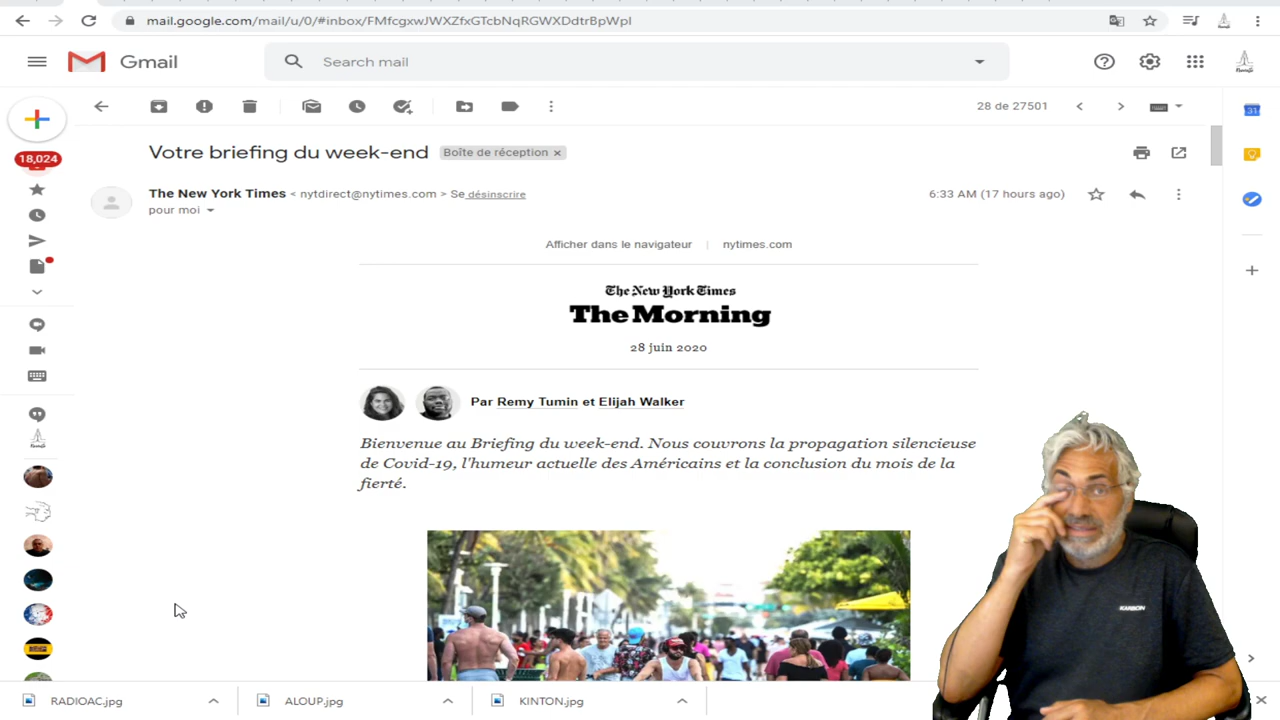 mail.google.com/mail/u/0/#inbox/FMfcgxwJWXZfxGTcbNqRGWXDdtrBpWpl
Gmail
Search mail
28 de 27501
18,024
Votre briefing du week-end
Boîte de réception ×
31
The New York Times < nytdirect@nytimes.com > Se désinscrire
6:33 AM (17 hours ago)
pour moi
Afficher dans le navigateur | nytimes.com
The New York Times
The Morning
28 juin 2020
Par Remy Tumin et Elijah Walker
Bienvenue au Briefing du week-end. Nous couvrons la propagation silencieuse
de Covid-19, l'humeur actuelle des Américains et la conclusion du mois de la
fierté.
KARBON
RADIOAC.jpg
ALOUP.jpg
KINTON.jpg